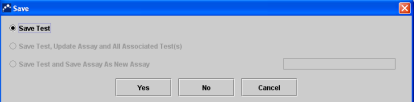 Save
Save Test
Save Test, Update Assay and All Associated Test(s)
Save Test and Save Assay As New Assay
Yes No Cancel